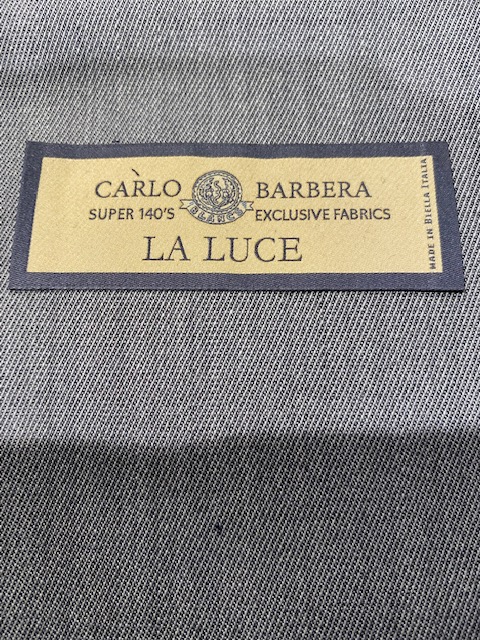 CARLO BARBERA
SUPER 140'S EXCLUSIVE FABRICS
LA LUCE
MADE IN BIELLA ITALIA